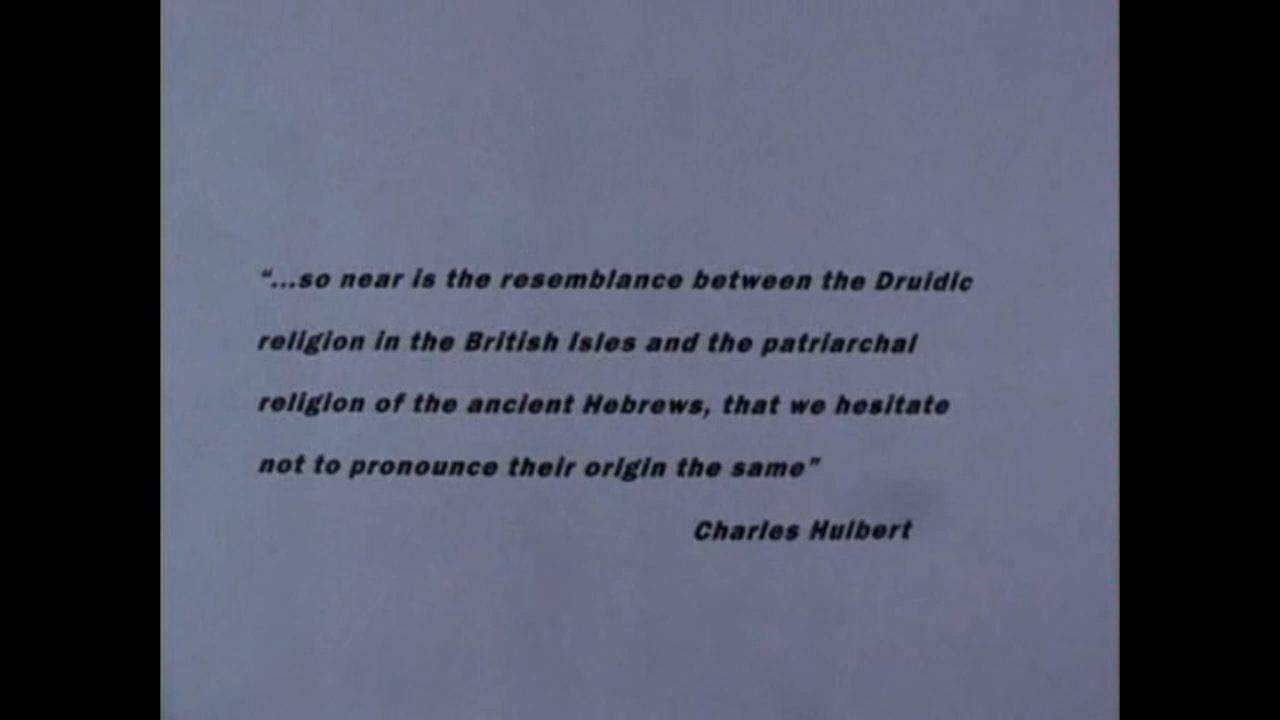 “...so near is the resemblance between the Druidic
religion in the British Isles and the patriarchal
religion of the ancient Hebrews, that we hesitate
not to pronounce their origin the same”
Charles Hulbert